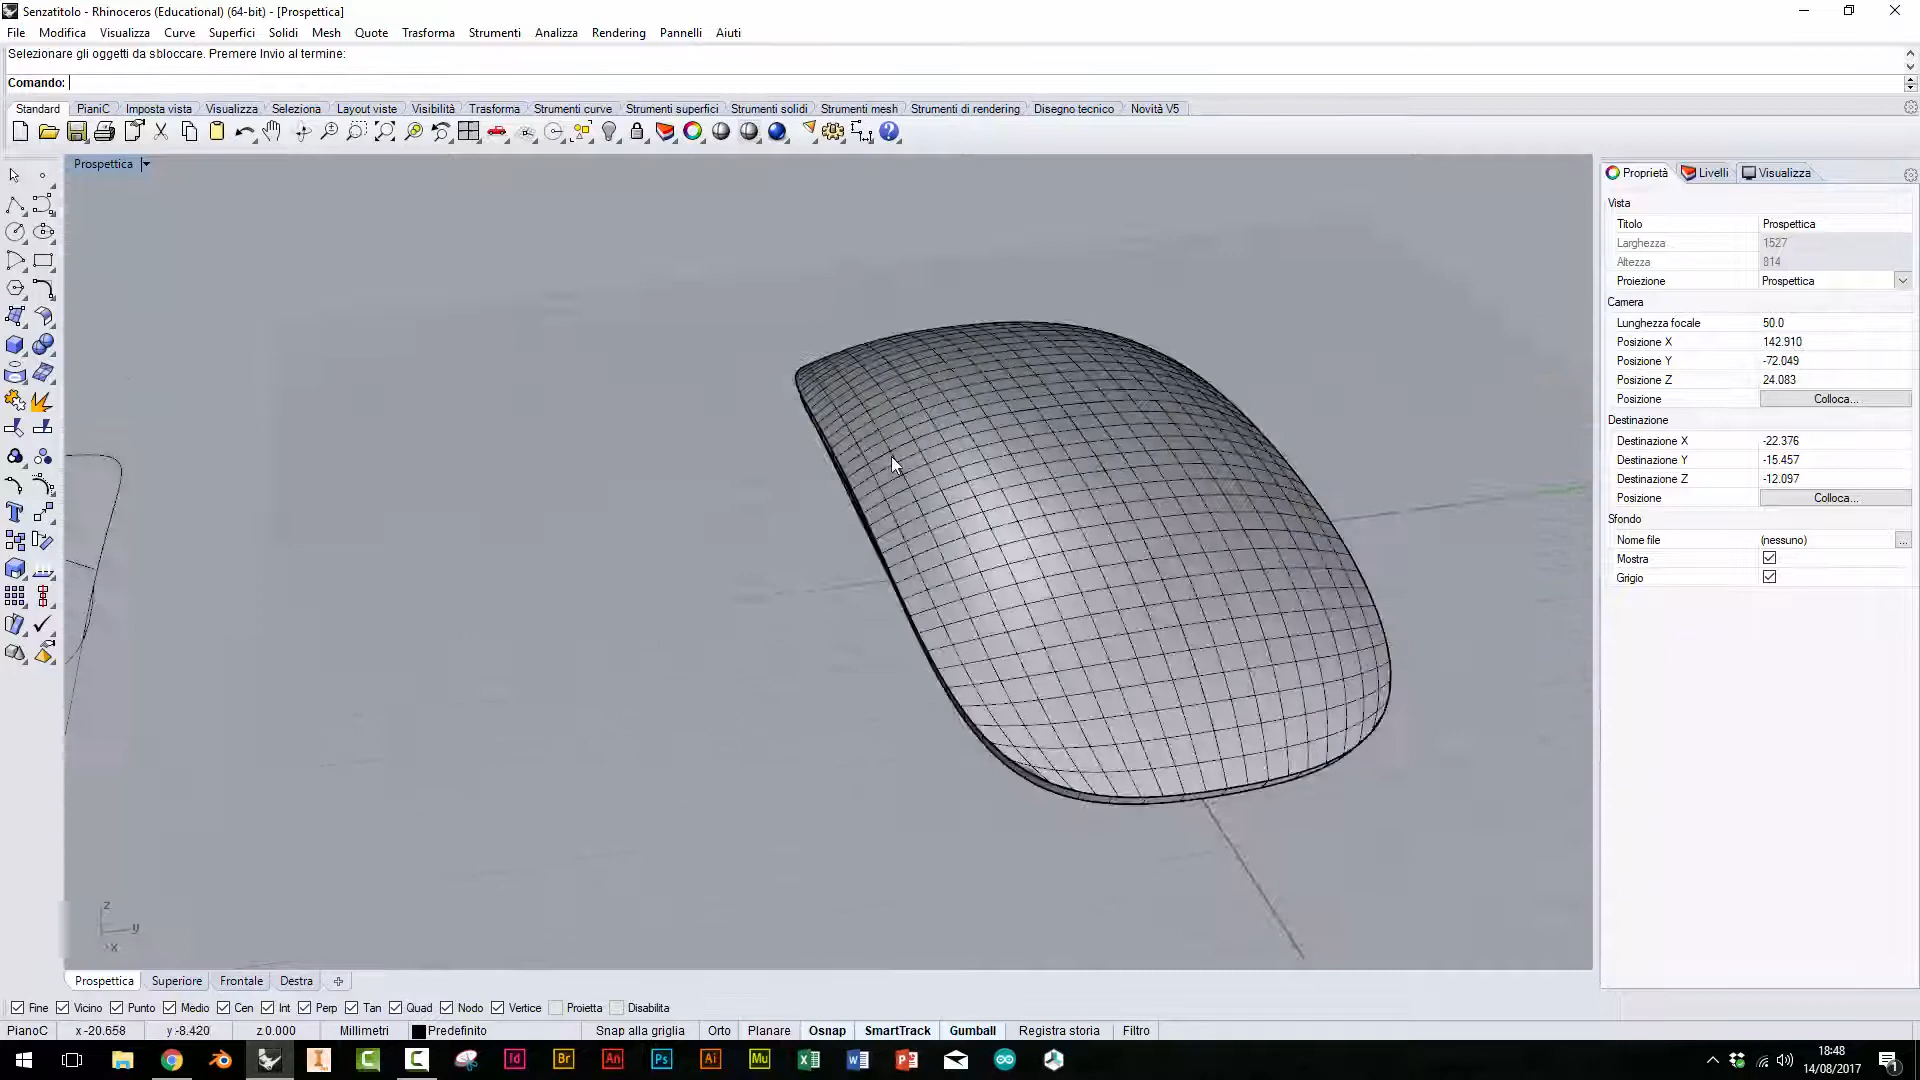 Senzatitolo - Rhinoceros (Educational) (64-bit) - [Prospettica]
File Modifica Visualizza Curve Superfici Solidi Mesh Quote Trasforma Strumenti Analizza Rendering Pannelli Aiuti
Selezionare gli oggetti da sbloccare. Premere Invio al termine:
Comando:
Standard PianiC Imposta vista Visualizza Seleziona Layout viste Visibilità Trasforma Strumenti curve Strumenti superfici Strumenti solidi Strumenti mesh Strumenti di rendering Disegno tecnico Novità V5
Prospettica
Proprietà Livelli Visualizza
Vista
Titolo Prospettica
Larghezza 1527
Altezza 814
Proiezione Prospettica
Camera
Lunghezza focale 50.0
Posizione X 142.910
Posizione Y -72.049
Posizione Z 24.083
Posizione Colloca...
Destinazione
Destinazione X -22.376
Destinazione Y -15.457
Destinazione Z -12.097
Posizione Colloca...
Sfondo
Nome file (nessuno) ...
Mostra
Grigio
z
y
x
Prospettica Superiore Frontale Destra
Fine Vicino Punto Medio Cen Int Perp Tan Quad Nodo Vertice Proietta Disabilita
PianoC x -20.658 y -8.420 z 0.000 Millimetri Predefinito Snap alla griglia Orto Planare Osnap SmartTrack Gumball Registra storia Filtro
Id Br An Ps Ai Mu
18:48
14/08/2017
1